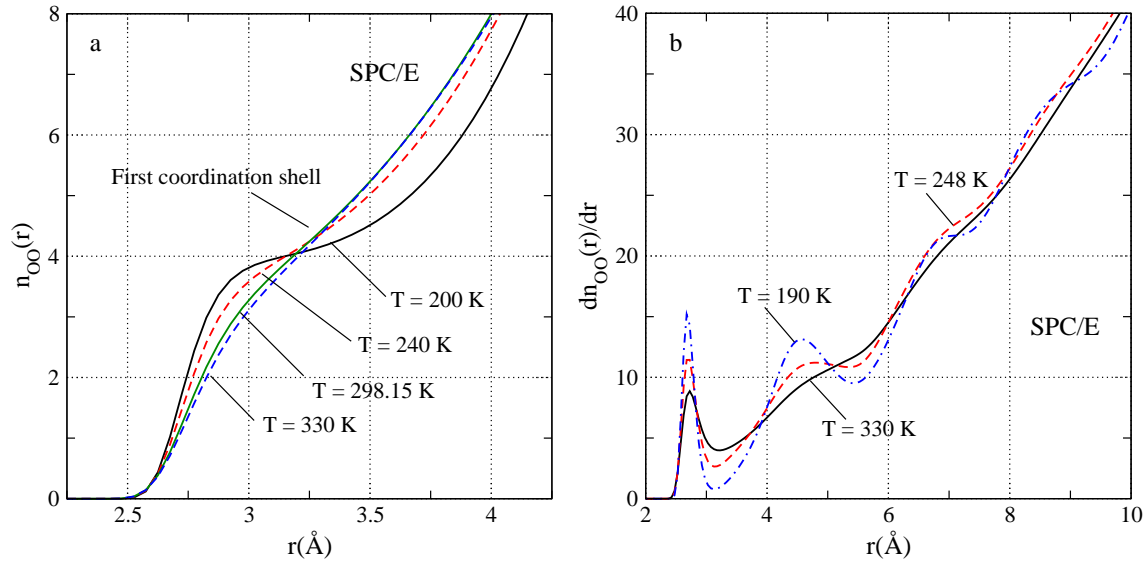 a
SPC/E
First coordination shell
T = 200 K
T = 240 K
T = 298.15 K
T = 330 K
0
2
4
6
8
2.5
3
3.5
4
r(Å)
n_OO(r)
b
T = 248 K
T = 190 K
SPC/E
T = 330 K
0
10
20
30
40
2
4
6
8
10
r(Å)
dn_OO(r)/dr